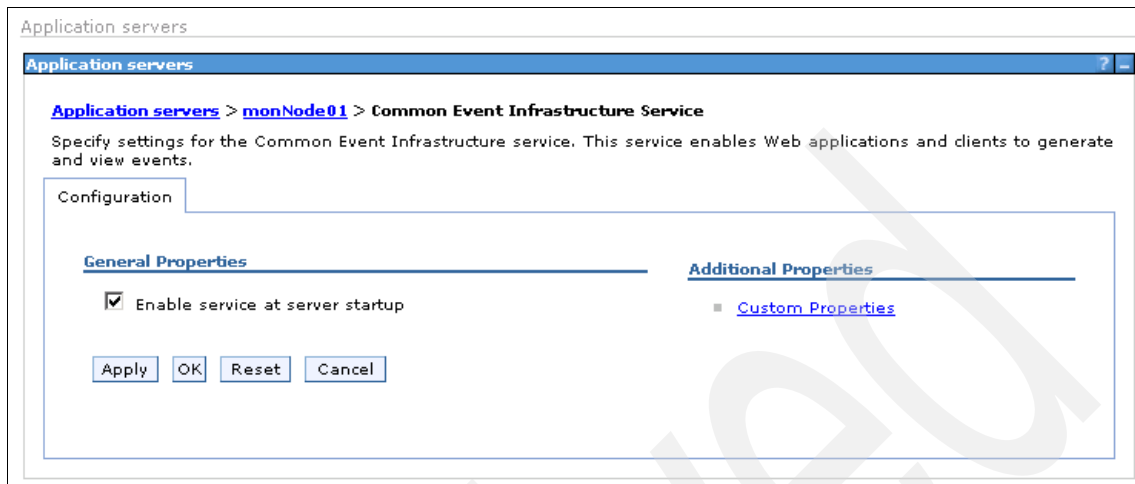 Application servers
Application servers ? _
Application servers > monNode01 > Common Event Infrastructure Service
Specify settings for the Common Event Infrastructure service. This service enables Web applications and clients to generate
and view events.
Configuration
General Properties
Additional Properties
Enable service at server startup
Custom Properties
Apply OK Reset Cancel